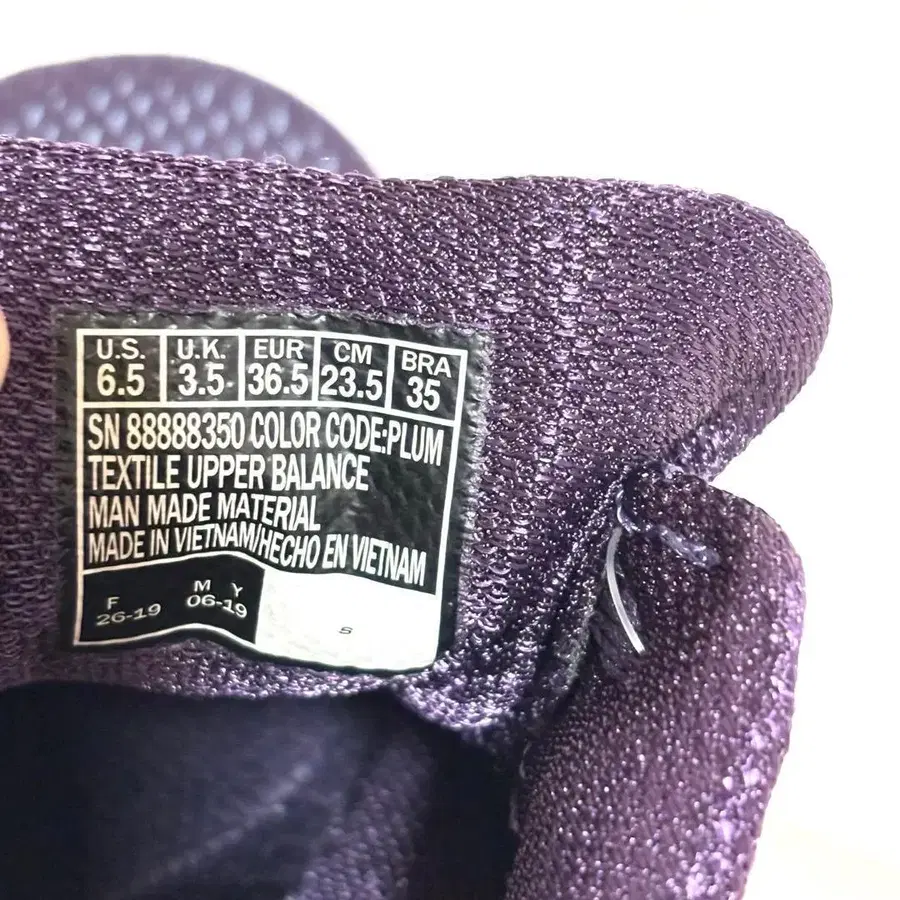 U.S. U.K. EUR CM BRA
6.5 3.5 36.5 23.5 35
SN 88888350 COLOR CODE:PLUM
TEXTILE UPPER BALANCE
MAN MADE MATERIAL
MADE IN VIETNAM/HECHO EN VIETNAM
F M Y
26-19 06-19
S